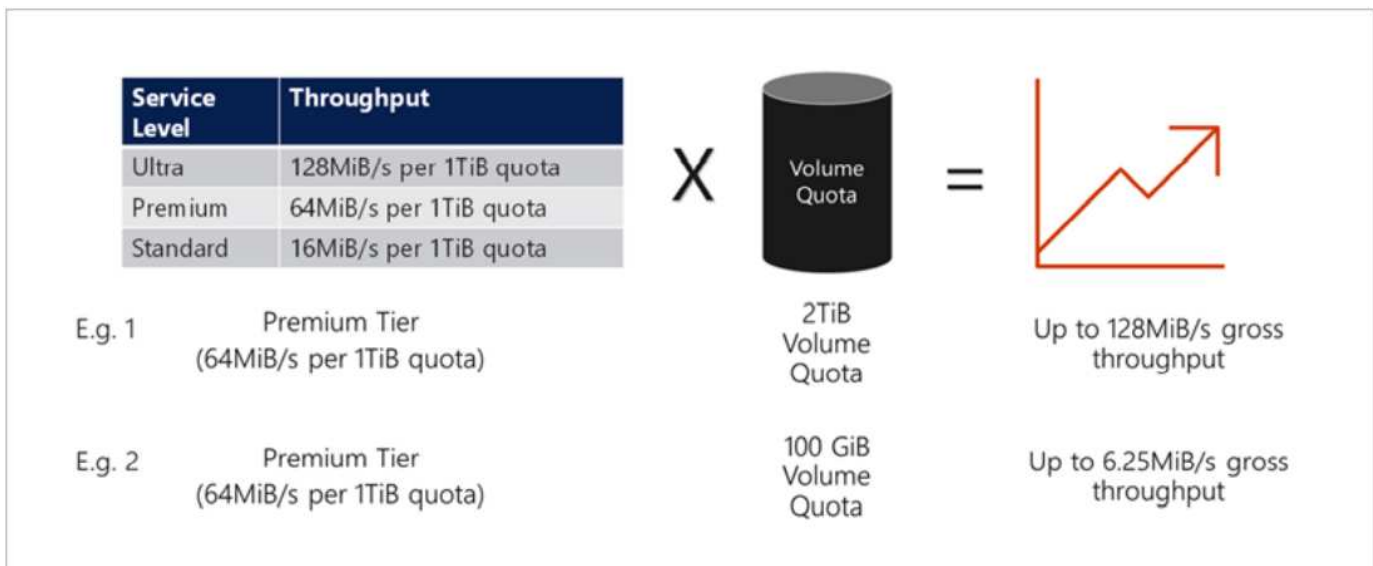 Service Level
Throughput
Ultra
128MiB/s per 1TiB quota
Premium
64MiB/s per 1TiB quota
Standard
16MiB/s per 1TiB quota
X
Volume
Quota
=
E.g. 1
Premium Tier
(64MiB/s per 1TiB quota)
2TiB
Volume
Quota
Up to 128MiB/s gross
throughput
E.g. 2
Premium Tier
(64MiB/s per 1TiB quota)
100 GiB
Volume
Quota
Up to 6.25MiB/s gross
throughput